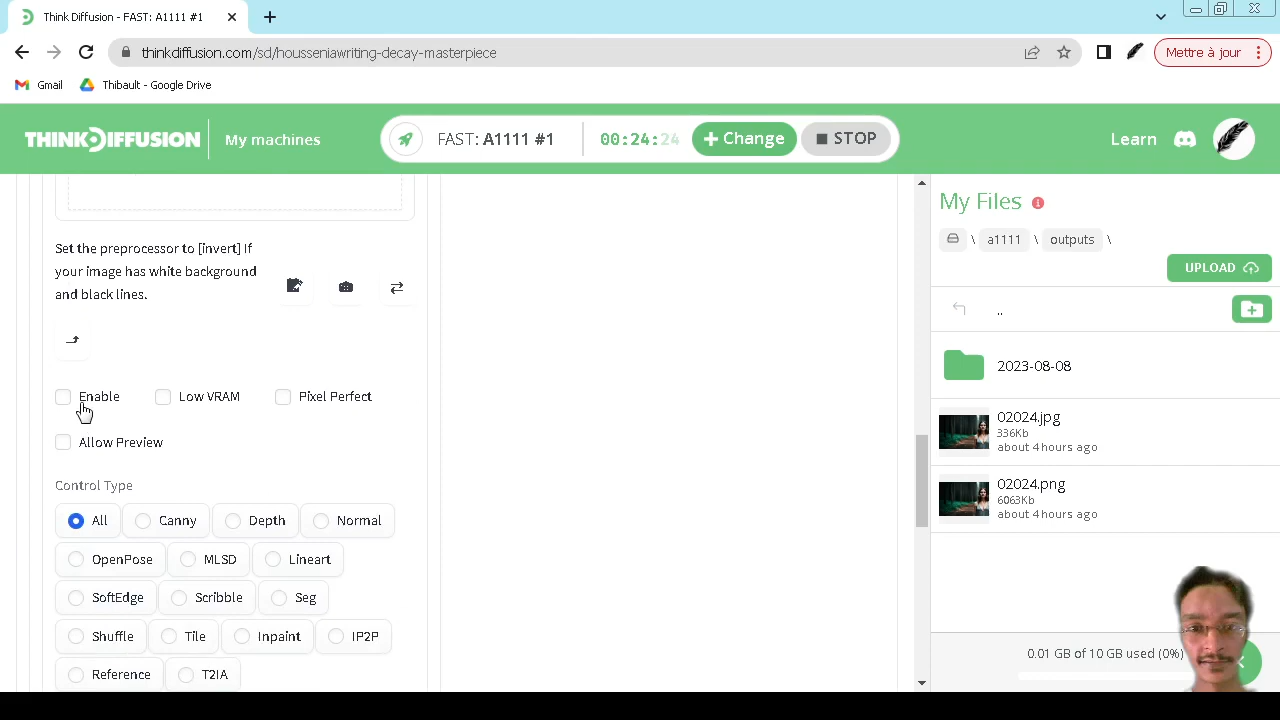 Think Diffusion - FAST: A1111 #1
thinkdiffusion.com/sd/housseniawriting-decay-masterpiece
Mettre à jour
Gmail
Thibault - Google Drive
THINKDIFFUSION
My machines
FAST: A1111 #1
00:24:24
+ Change
STOP
Learn
My Files
a1111 \ outputs \
UPLOAD
..
2023-08-08
02024.jpg
336Kb
about 4 hours ago
02024.png
6063Kb
about 4 hours ago
0.01 GB of 10 GB used (0%)
Set the preprocessor to [invert] If
your image has white background
and black lines.
Enable
Low VRAM
Pixel Perfect
Allow Preview
Control Type
All
Canny
Depth
Normal
OpenPose
MLSD
Lineart
SoftEdge
Scribble
Seg
Shuffle
Tile
Inpaint
IP2P
Reference
T2IA